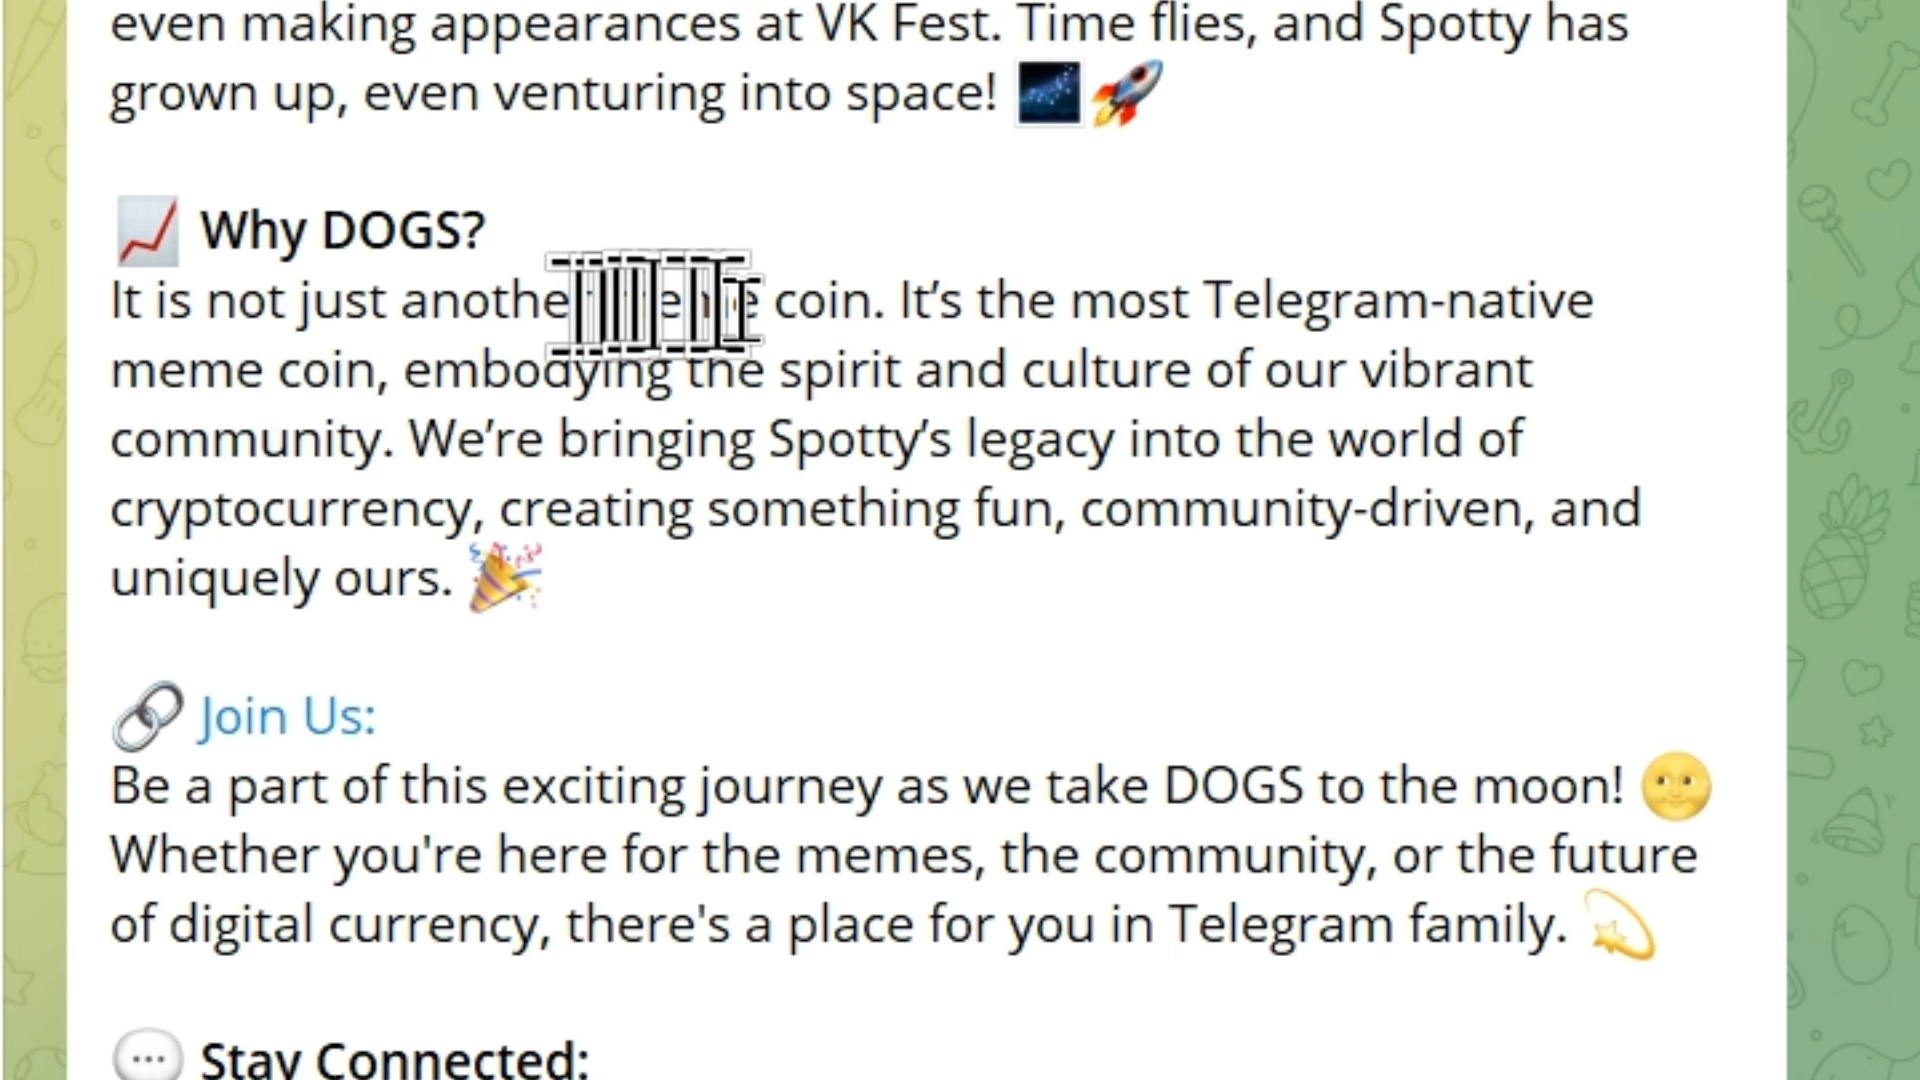 even making appearances at VK Fest. Time flies, and Spotty has
grown up, even venturing into space! 🌌🚀
📈 Why DOGS?
It is not just another coin. It’s the most Telegram-native
meme coin, embodying the spirit and culture of our vibrant
community. We’re bringing Spotty’s legacy into the world of
cryptocurrency, creating something fun, community-driven, and
uniquely ours. 🎉
🔗 Join Us:
Be a part of this exciting journey as we take DOGS to the moon! 🌝
Whether you're here for the memes, the community, or the future
of digital currency, there's a place for you in Telegram family. 💫
💬 Stay Connected: